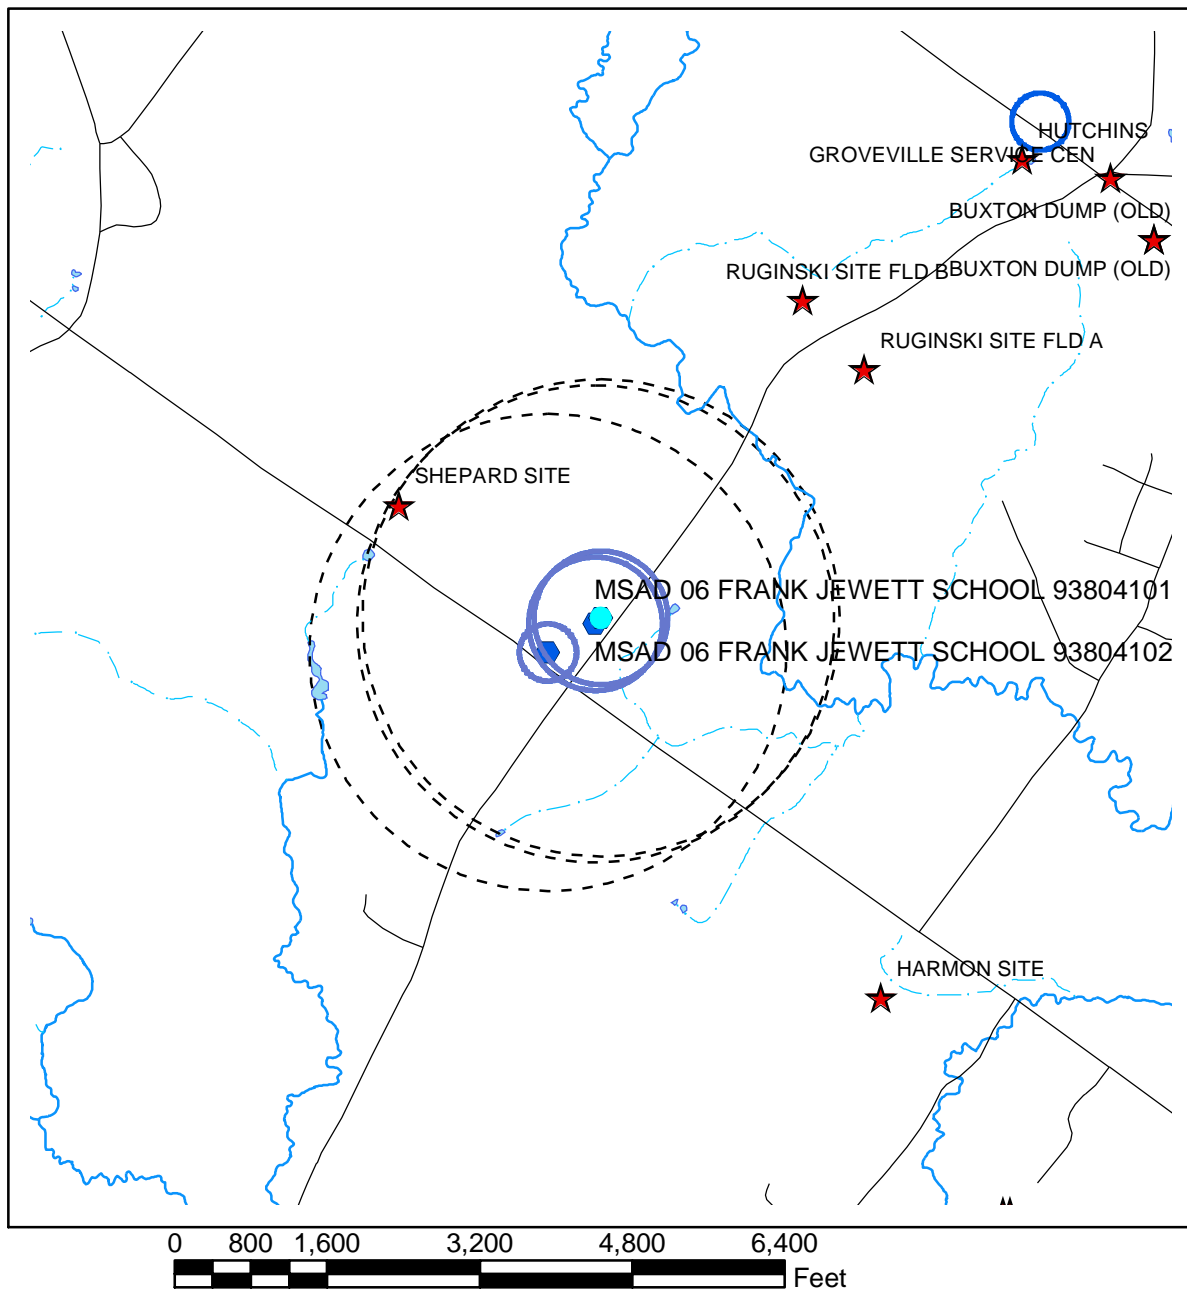 HUTCHINS
GROVEVILLE SERVICE CEN
BUXTON DUMP (OLD)
RUGINSKI SITE FLD B
BUXTON DUMP (OLD)
RUGINSKI SITE FLD A
SHEPARD SITE
MSAD 06 FRANK JEWETT SCHOOL 93804101
MSAD 06 FRANK JEWETT SCHOOL 93804102
HARMON SITE
0 800 1,600 3,200 4,800 6,400
Feet